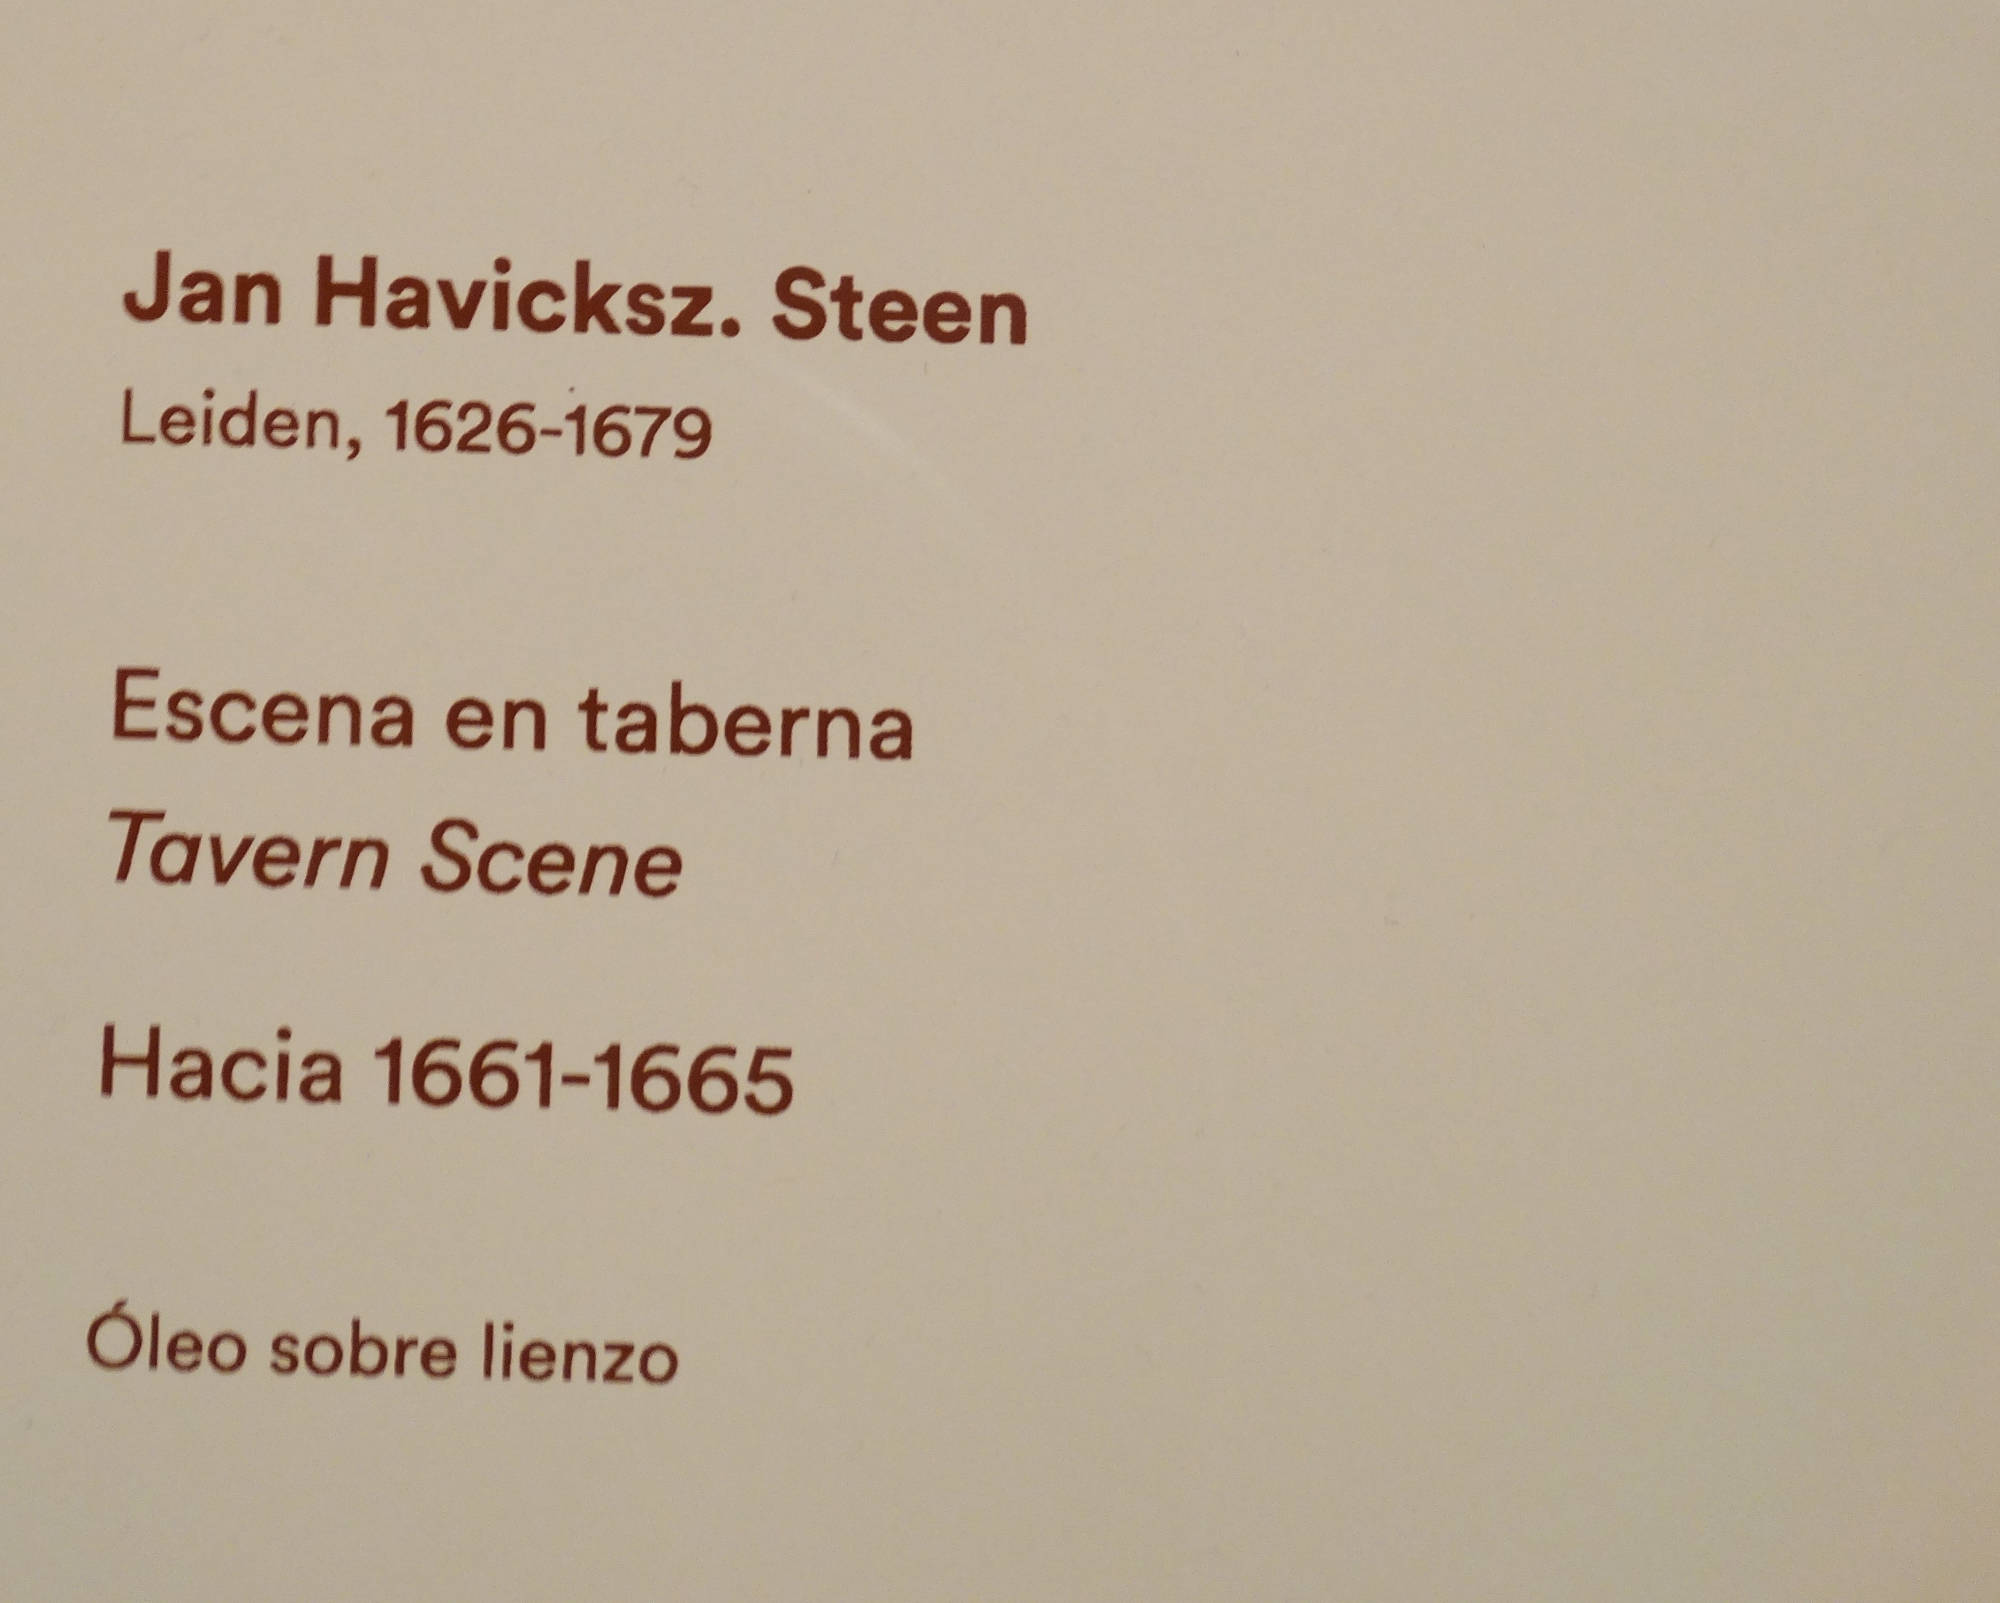 Jan Havicksz. Steen
Leiden, 1626-1679
Escena en taberna
Tavern Scene
Hacia 1661-1665
Óleo sobre lienzo